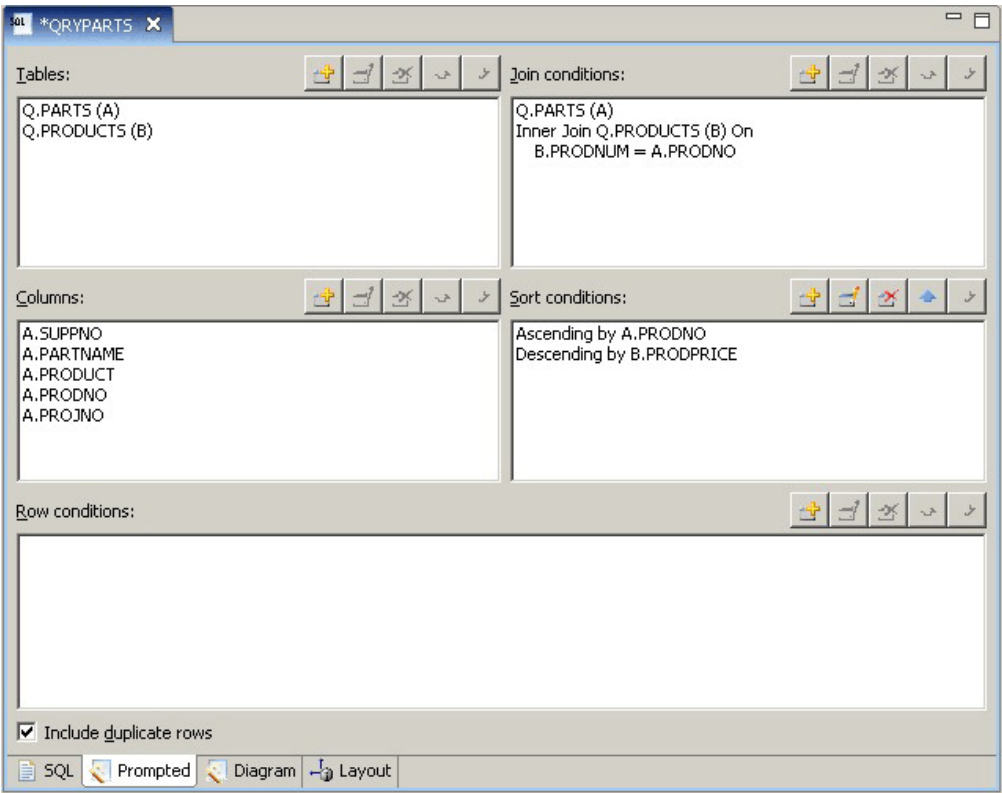 SQL *QRYPARTS X
Tables:
Q.PARTS (A)
Q.PRODUCTS (B)
Join conditions:
Q.PARTS (A)
Inner Join Q.PRODUCTS (B) On
B.PRODNUM = A.PRODNO
Columns:
A.SUPPNO
A.PARTNAME
A.PRODUCT
A.PRODNO
A.PROJNO
Sort conditions:
Ascending by A.PRODNO
Descending by B.PRODPRICE
Row conditions:
Include duplicate rows
SQL Prompted Diagram Layout